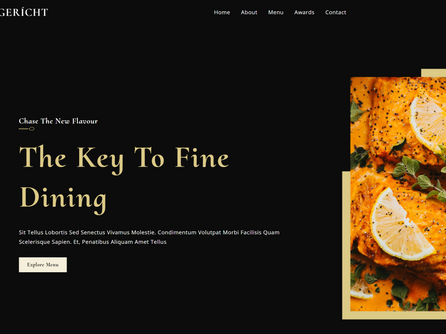 GERÍCHT
Home About Menu Awards Contact
Chase The New Flavour
The Key To Fine
Dining
Sit Tellus Lobortis Sed Senectus Vivamus Molestie. Condimentum Volutpat Morbi Facilisis Quam
Scelerisque Sapien. Et, Penatibus Aliquam Amet Tellus
Explore Menu